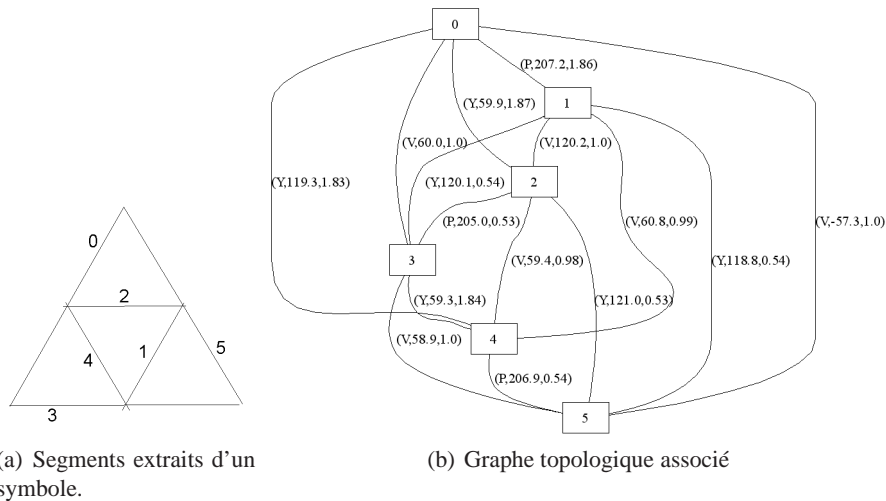 0
(P,207.2,1.86)
1
(Y,59.9,1.87)
(V,60.0,1.0)
(V,120.2,1.0)
(Y,119.3,1.83)
(Y,120.1,0.54)
2
(P,205.0,0.53)
(V,60.8,0.99)
(V,-57.3,1.0)
3
(V,59.4,0.98)
(Y,118.8,0.54)
(Y,59.3,1.84)
(Y,121.0,0.53)
4
(V,58.9,1.0)
(P,206.9,0.54)
5
0
2
4
1
5
3
(a) Segments extraits d'un
symbole.
(b) Graphe topologique associé